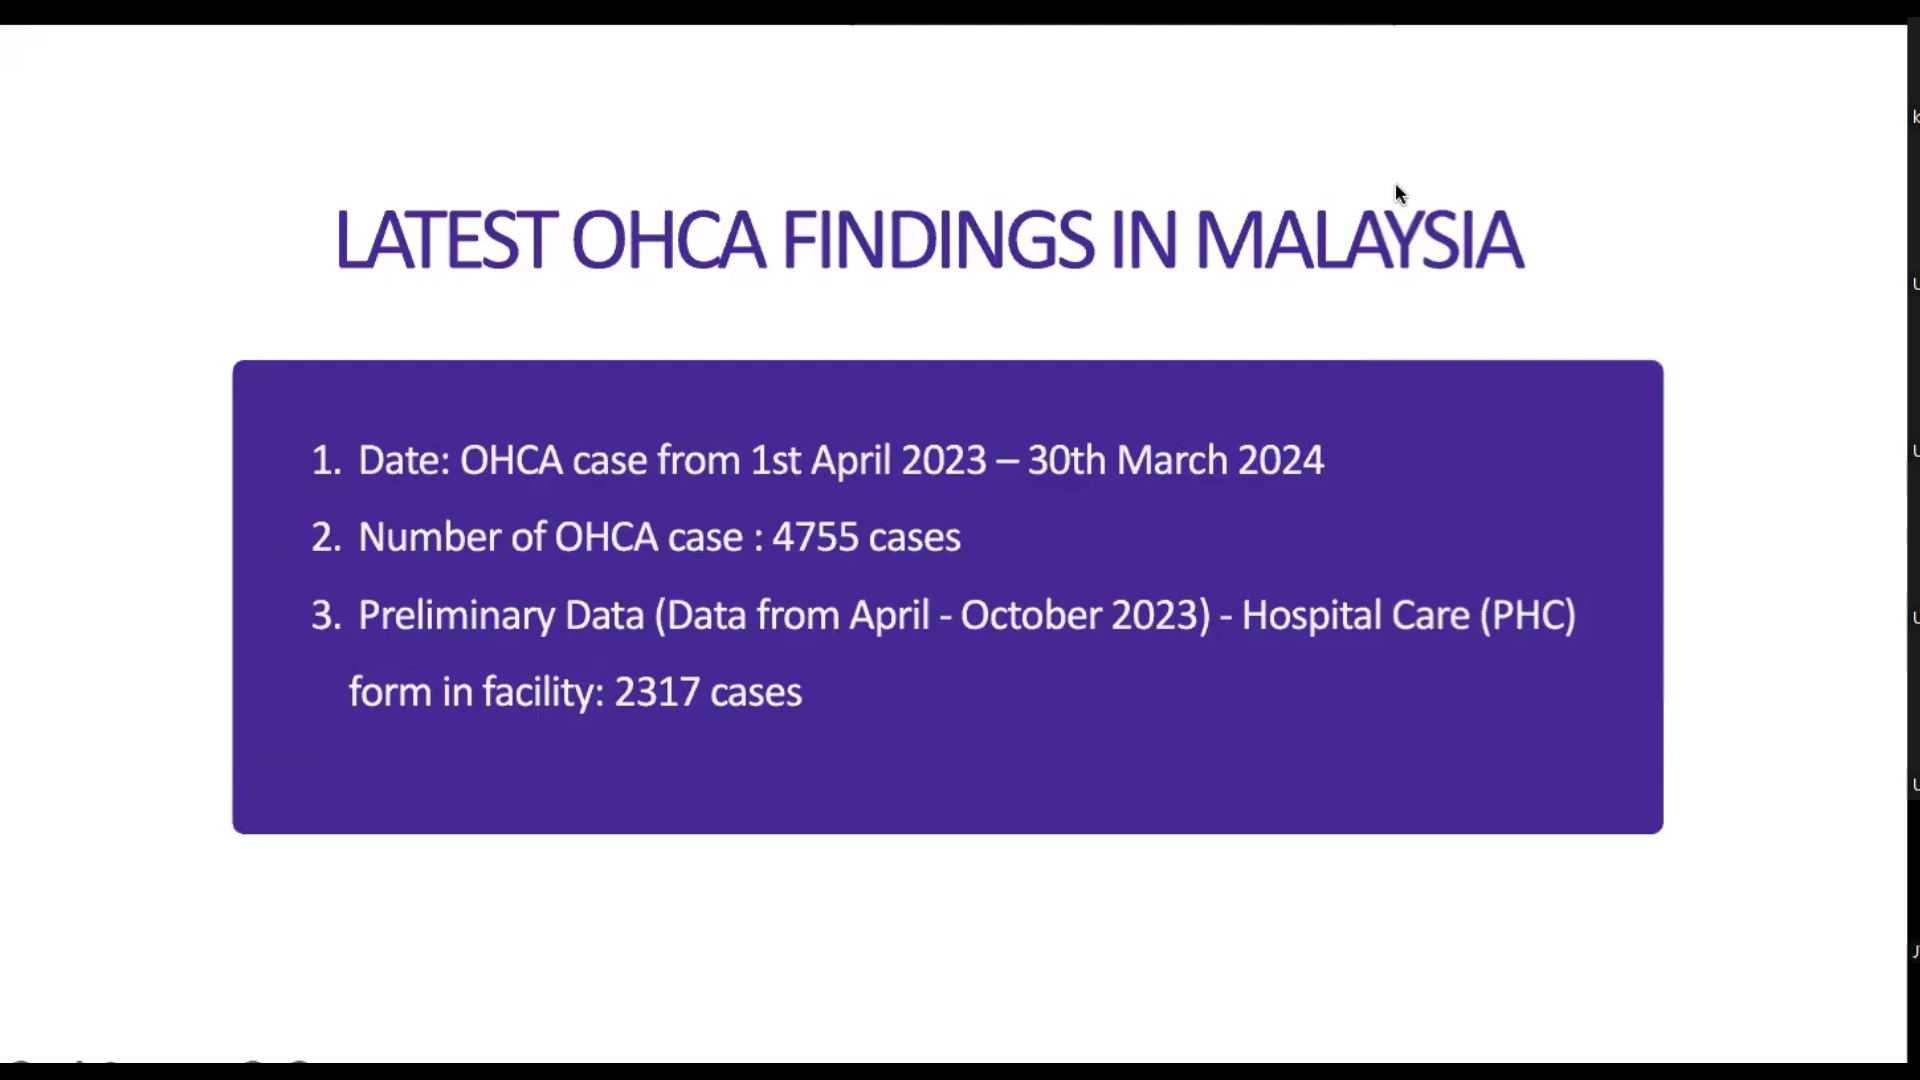 LATEST OHCA FINDINGS IN MALAYSIA
1. Date: OHCA case from 1st April 2023 – 30th March 2024
2. Number of OHCA case : 4755 cases
3. Preliminary Data (Data from April - October 2023) - Hospital Care (PHC)
form in facility: 2317 cases